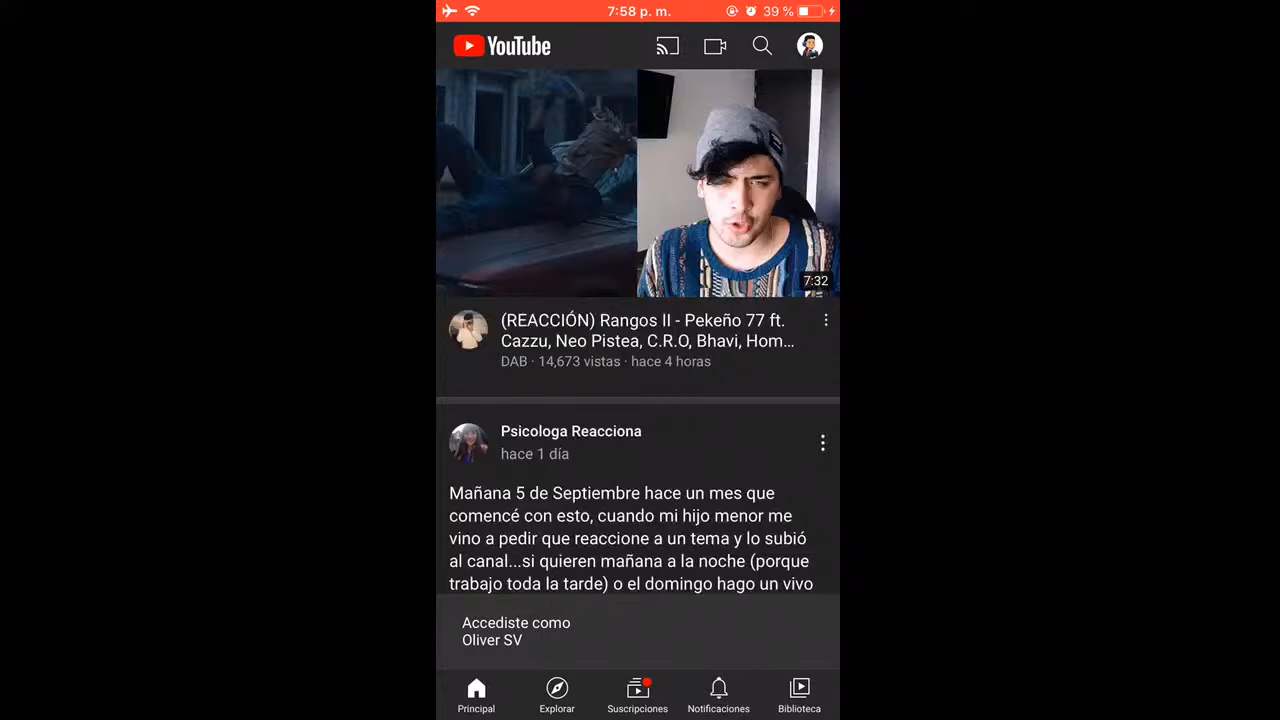 7:58 p. m.
39 %
YouTube
7:32
(REACCIÓN) Rangos II - Pekeño 77 ft.
Cazzu, Neo Pistea, C.R.O, Bhavi, Hom...
DAB · 14,673 vistas · hace 4 horas
Psicologa Reacciona
hace 1 día
Mañana 5 de Septiembre hace un mes que
comencé con esto, cuando mi hijo menor me
vino a pedir que reaccione a un tema y lo subió
al canal...si quieren mañana a la noche (porque
trabajo toda la tarde) o el domingo hago un vivo
Accediste como
Oliver SV
Principal
Explorar
Suscripciones
Notificaciones
Biblioteca